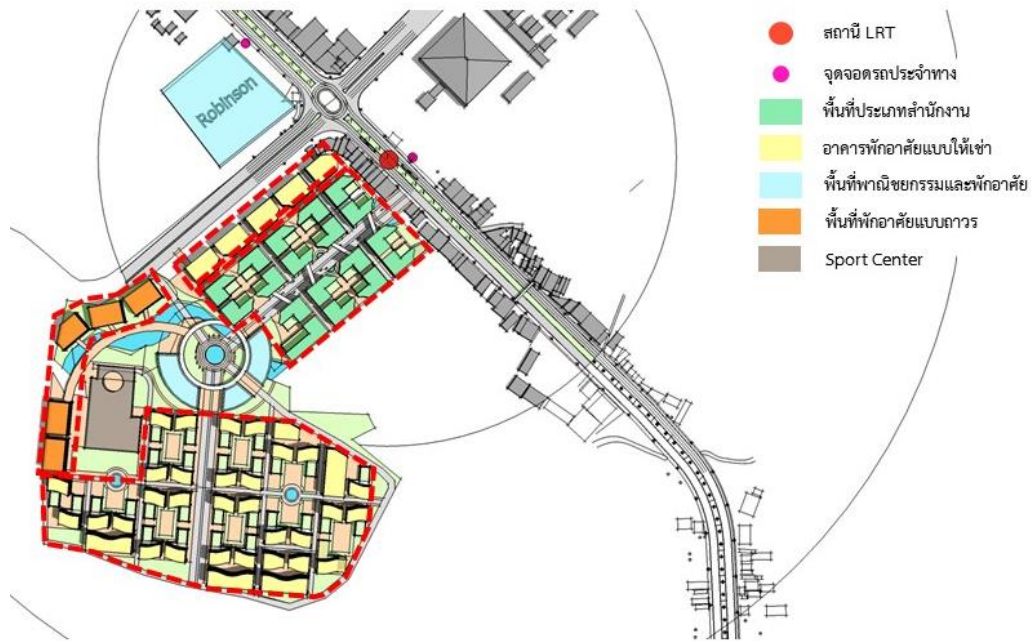 Robinson
สถานี LRT
จุดจอดรถประจำทาง
พื้นที่ประเภทสำนักงาน
อาคารพักอาศัยแบบให้เช่า
พื้นที่พาณิชยกรรมและพักอาศัย
พื้นที่พักอาศัยแบบถาวร
Sport Center